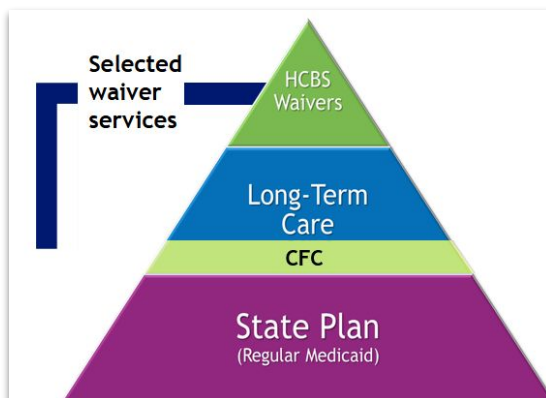 Selected
waiver
services
HCBS
Waivers
Long-Term
Care
CFC
State Plan
(Regular Medicaid)